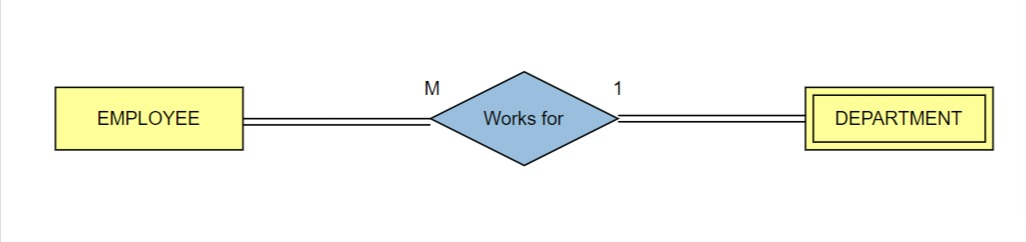 EMPLOYEE
M
Works for
1
DEPARTMENT